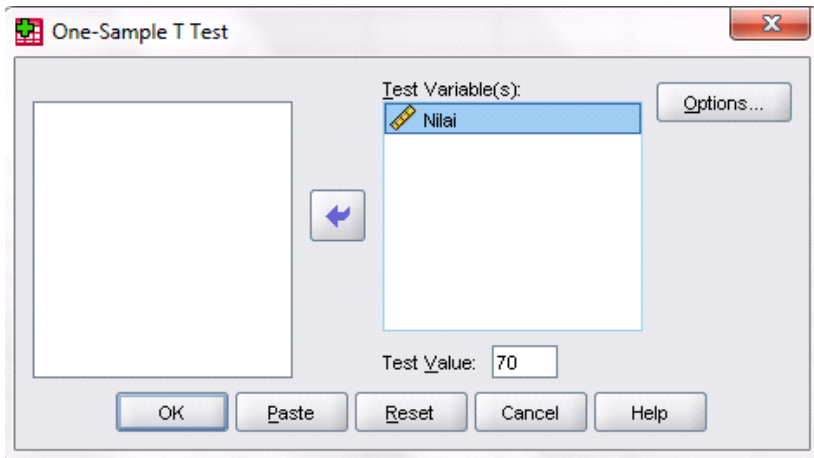 One-Sample T Test
Test Variable(s):
Nilai
Options...
Test Value: 70
OK Paste Reset Cancel Help